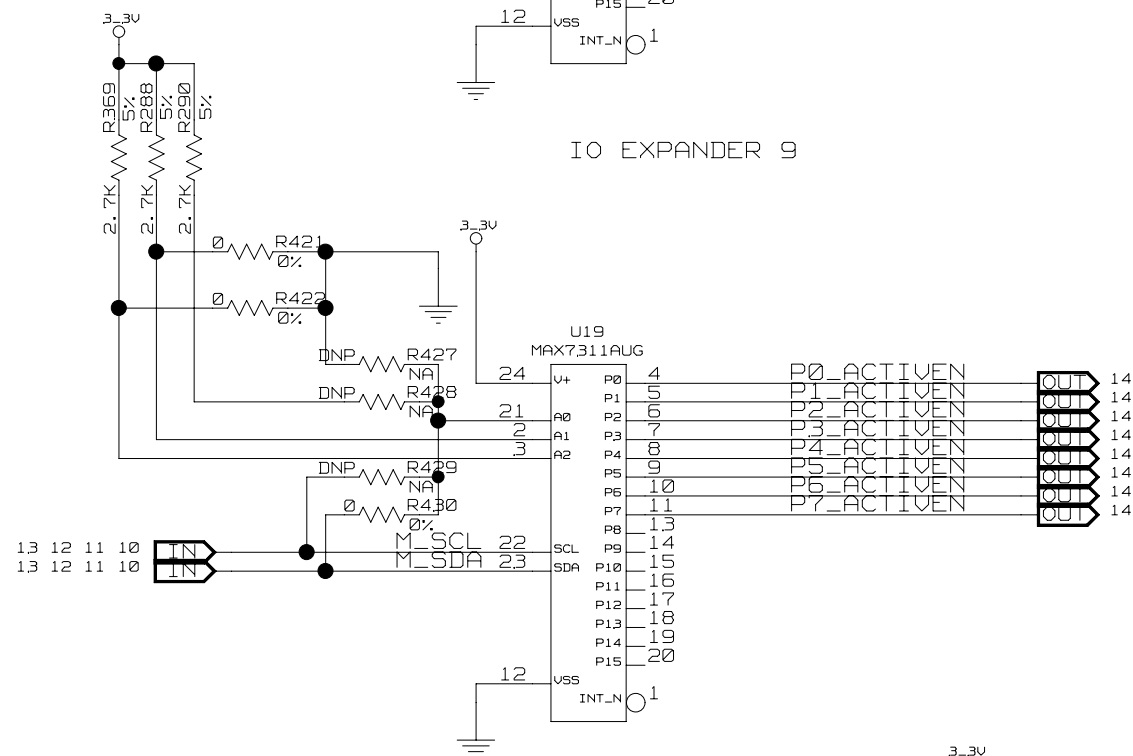 P15 20
12 VSS
INT_N 1
3_3V
R369 5% 2.7K
R288 5% 2.7K
R290 5% 2.7K
IO EXPANDER 9
3_3V
0 R421
0%
0 R422
0%
U19
MAX7311AUG
DNP R427
NA
DNP R428
NA
DNP R429
NA
0 R430
0%
24 V+ P0 4 P0_ACTIVEN OUT 14
P1 5 P1_ACTIVEN OUT 14
21 A0 P2 6 P2_ACTIVEN OUT 14
2 A1 P3 7 P3_ACTIVEN OUT 14
3 A2 P4 8 P4_ACTIVEN OUT 14
P5 9 P5_ACTIVEN OUT 14
P6 10 P6_ACTIVEN OUT 14
P7 11 P7_ACTIVEN OUT 14
P8 13
13 12 11 10 IN M_SCL 22 SCL P9 14
13 12 11 10 IN M_SDA 23 SDA P10 15
P11 16
P12 17
P13 18
P14 19
P15 20
12 VSS
INT_N 1
3_3V